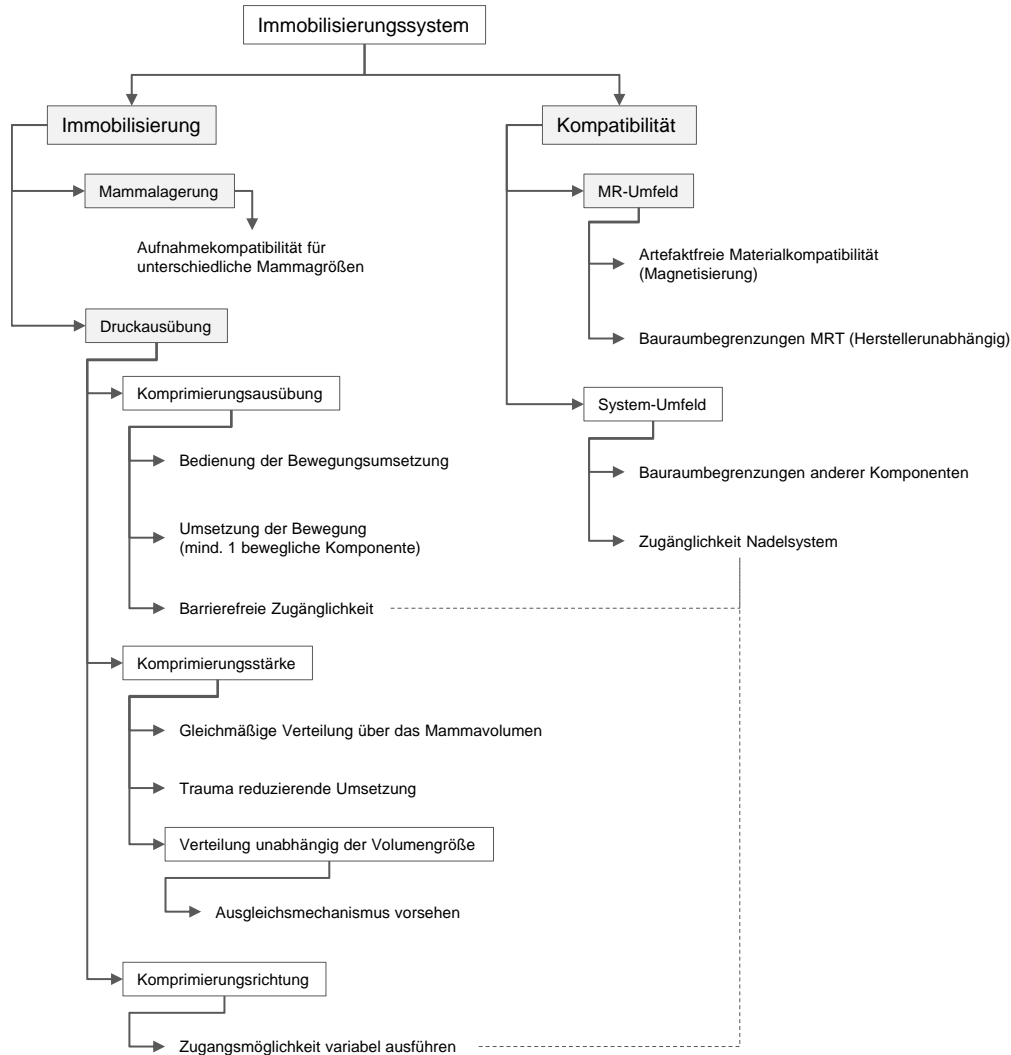 Immobilisierungssystem
Immobilisierung
Mammalagerung
Aufnahmekompatibilität für
unterschiedliche Mammagrößen
Druckausübung
Komprimierungsausübung
Bedienung der Bewegungsumsetzung
Umsetzung der Bewegung
(mind. 1 bewegliche Komponente)
Barrierefreie Zugänglichkeit
Komprimierungsstärke
Gleichmäßige Verteilung über das Mammavolumen
Trauma reduzierende Umsetzung
Verteilung unabhängig der Volumengröße
Ausgleichsmechanismus vorsehen
Komprimierungsrichtung
Zugangsmöglichkeit variabel ausführen
Kompatibilität
MR-Umfeld
Artefaktfreie Materialkompatibilität
(Magnetisierung)
Bauraumbegrenzungen MRT (Herstellerunabhängig)
System-Umfeld
Bauraumbegrenzungen anderer Komponenten
Zugänglichkeit Nadelsystem